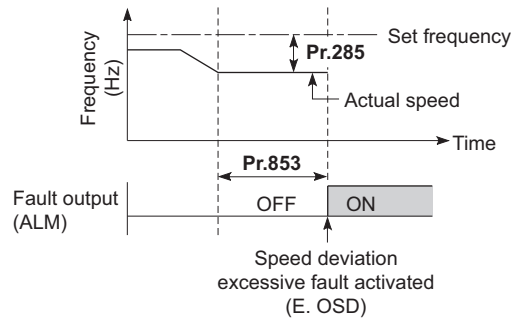 Set frequency
Pr.285
Frequency
(Hz)
Actual speed
Time
Pr.853
Fault output
(ALM)
OFF
ON
Speed deviation
excessive fault activated
(E. OSD)